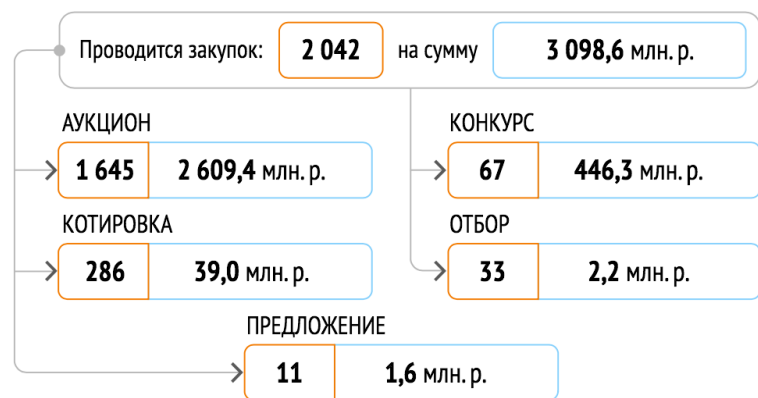 Проводится закупок: 2 042 на сумму 3 098,6 млн. р.
АУКЦИОН КОНКУРС
1 645 2 609,4 млн. р. 67 446,3 млн. р.
КОТИРОВКА ОТБОР
286 39,0 млн. р. 33 2,2 млн. р.
ПРЕДЛОЖЕНИЕ
11 1,6 млн. р.